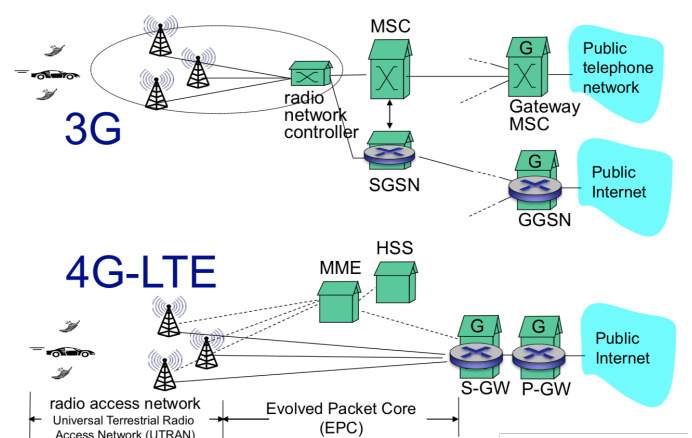 MSC
G
Public
telephone
network
radio
network
controller
Gateway
MSC
3G
G
Public
Internet
SGSN
GGSN
4G-LTE
HSS
MME
G
G
Public
Internet
S-GW
P-GW
radio access network
Universal Terrestrial Radio
Access Network (UTRAN)
Evolved Packet Core
(EPC)